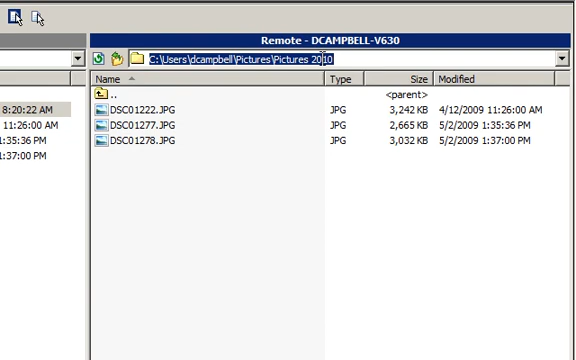 Remote - DCAMPBELL-V630
C:\Users\dcampbell\Pictures\Pictures 2010
Name Type Size Modified
.. <parent>
8:20:22 AM DSC01222.JPG JPG 3,242 KB 4/12/2009 11:26:00 AM
11:26:00 AM DSC01277.JPG JPG 2,665 KB 5/2/2009 1:35:36 PM
1:35:36 PM DSC01278.JPG JPG 3,032 KB 5/2/2009 1:37:00 PM
1:37:00 PM